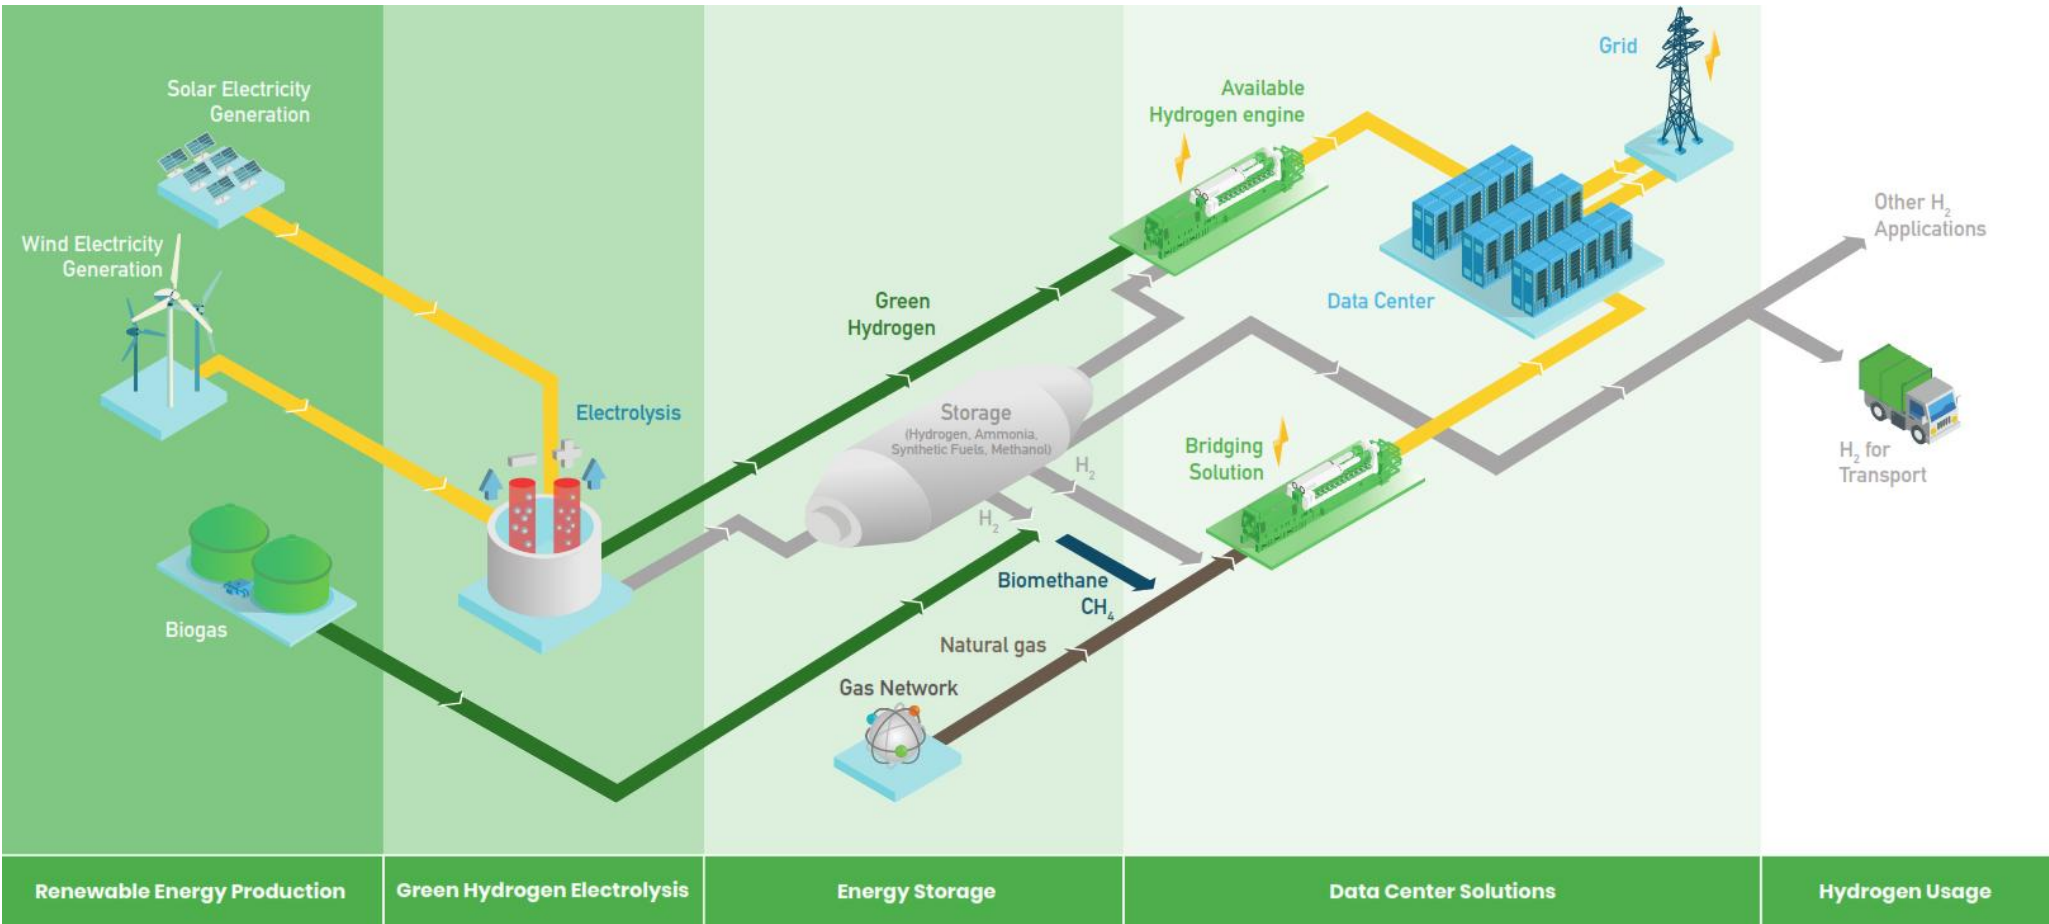 Solar Electricity
Generation
Wind Electricity
Generation
Biogas
Electrolysis
Green
Hydrogen
Storage
(Hydrogen, Ammonia,
Synthetic Fuels, Methanol)
H₂
H₂
Biomethane
CH₄
Natural gas
Gas Network
Available
Hydrogen engine
Bridging
Solution
Grid
Data Center
Other H₂
Applications
H₂ for
Transport
Renewable Energy Production
Green Hydrogen Electrolysis
Energy Storage
Data Center Solutions
Hydrogen Usage